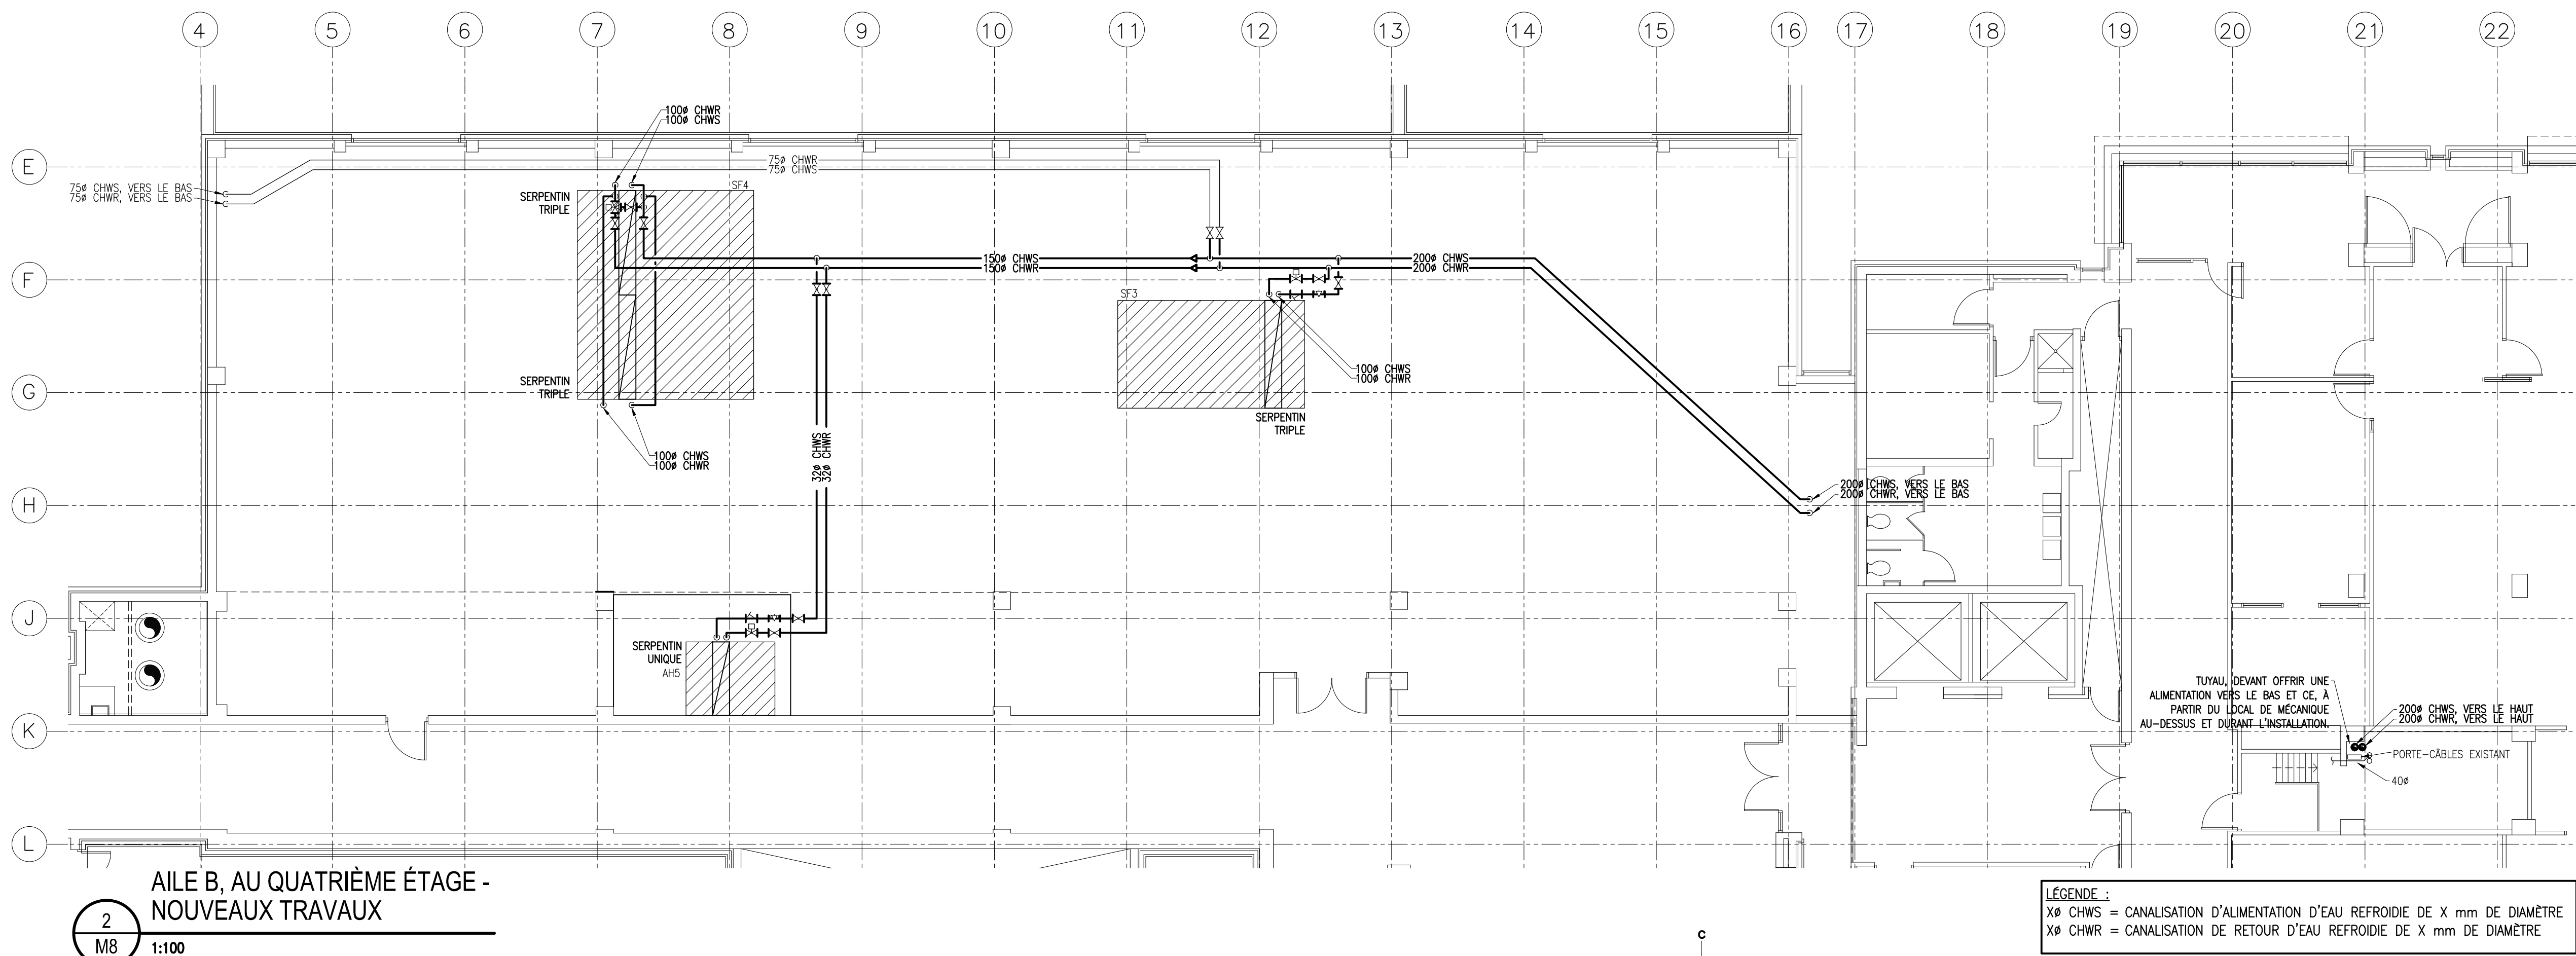 4
5
6
7
8
9
10
11
12
13
14
15
16
17
18
19
20
21
22
E
F
G
H
J
K
L
100ø CHWR
100ø CHWS
75ø CHWR
75ø CHWS
75ø CHWS, VERS LE BAS
75ø CHWR, VERS LE BAS
SERPENTIN
TRIPLE
SF4
150ø CHWS
150ø CHWR
200ø CHWS
200ø CHWR
SF3
100ø CHWS
100ø CHWR
SERPENTIN
TRIPLE
SERPENTIN
TRIPLE
100ø CHWS
100ø CHWR
32ø CHWS
32ø CHWR
200ø CHWS, VERS LE BAS
200ø CHWR, VERS LE BAS
SERPENTIN
UNIQUE
AH5
TUYAU, DEVANT OFFRIR UNE
ALIMENTATION VERS LE BAS ET CE, À
PARTIR DU LOCAL DE MÉCANIQUE
AU-DESSUS ET DURANT L'INSTALLATION.
200ø CHWS, VERS LE HAUT
200ø CHWR, VERS LE HAUT
PORTE-CÂBLES EXISTANT
40ø
AILE B, AU QUATRIÈME ÉTAGE -
NOUVEAUX TRAVAUX
2
M8
1:100
C
LÉGENDE :
Xø CHWS = CANALISATION D'ALIMENTATION D'EAU REFROIDIE DE X mm DE DIAMÈTRE
Xø CHWR = CANALISATION DE RETOUR D'EAU REFROIDIE DE X mm DE DIAMÈTRE